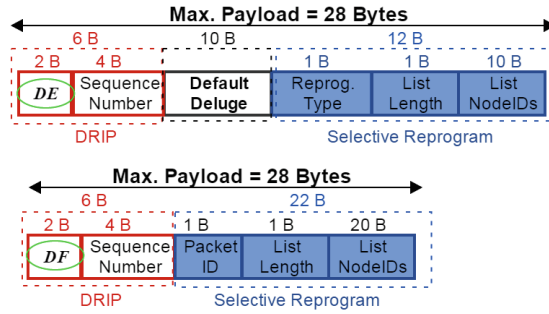 Max. Payload = 28 Bytes
6 B 10 B 12 B
2 B 4 B 1 B 1 B 10 B
DE Sequence Number Default Deluge Reprog. Type List Length List NodeIDs
DRIP Selective Reprogram
Max. Payload = 28 Bytes
6 B 22 B
2 B 4 B 1 B 1 B 20 B
DF Sequence Number Packet ID List Length List NodeIDs
DRIP Selective Reprogram